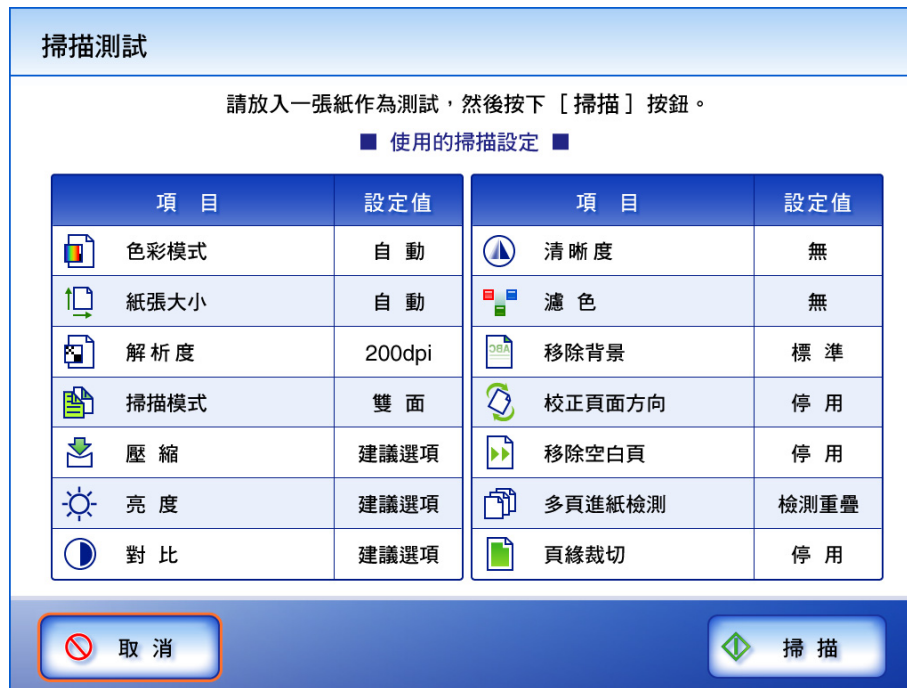 掃描測試
請放入一張紙作為測試，然後按下［掃描］按鈕。
■ 使用的掃描設定 ■
項 目 設定值 項 目 設定值
色彩模式 自 動 清晰度 無
紙張大小 自 動 濾 色 無
解析度 200dpi ABC 移除背景 標 準
掃描模式 雙 面 校正頁面方向 停 用
壓 縮 建議選項 移除空白頁 停 用
亮 度 建議選項 多頁進紙檢測 檢測重疊
對 比 建議選項 頁緣裁切 停 用
取 消 掃 描